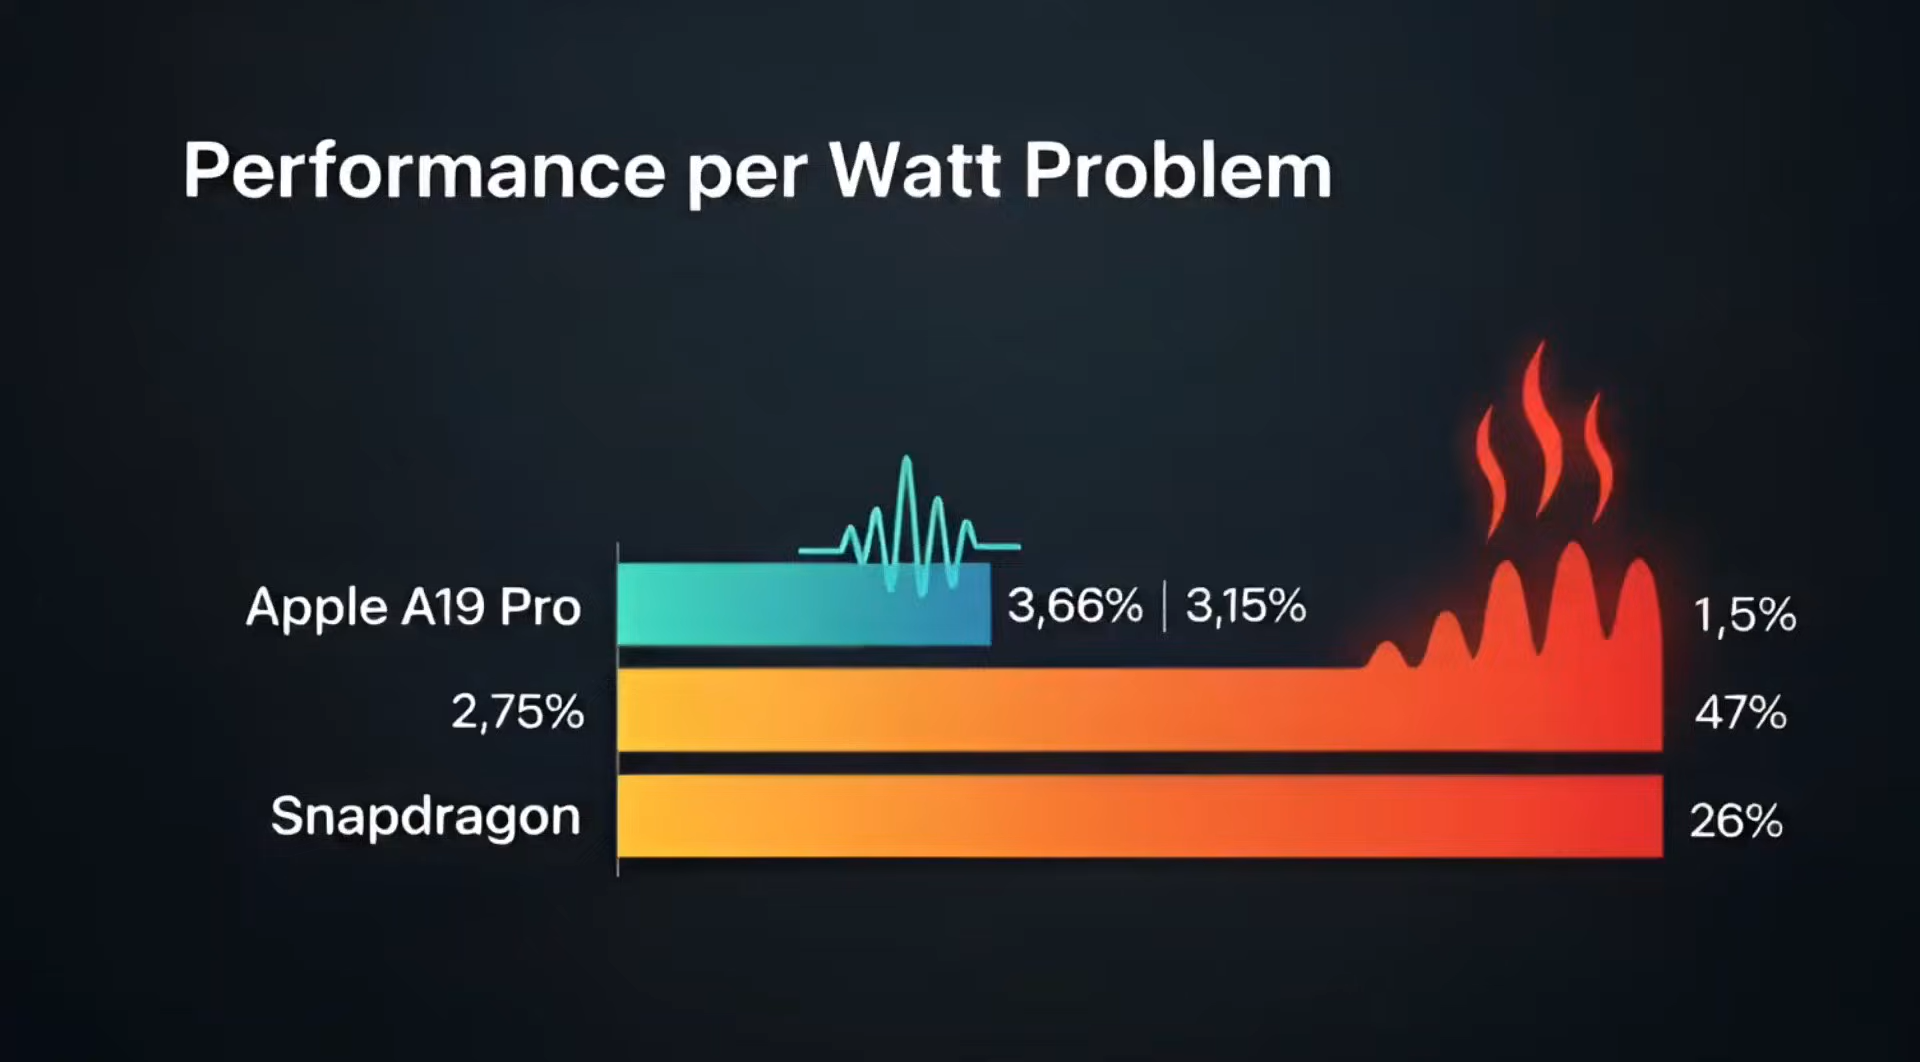 Performance per Watt Problem
Apple A19 Pro 3,66% | 3,15% 1,5%
2,75% 47%
Snapdragon 26%